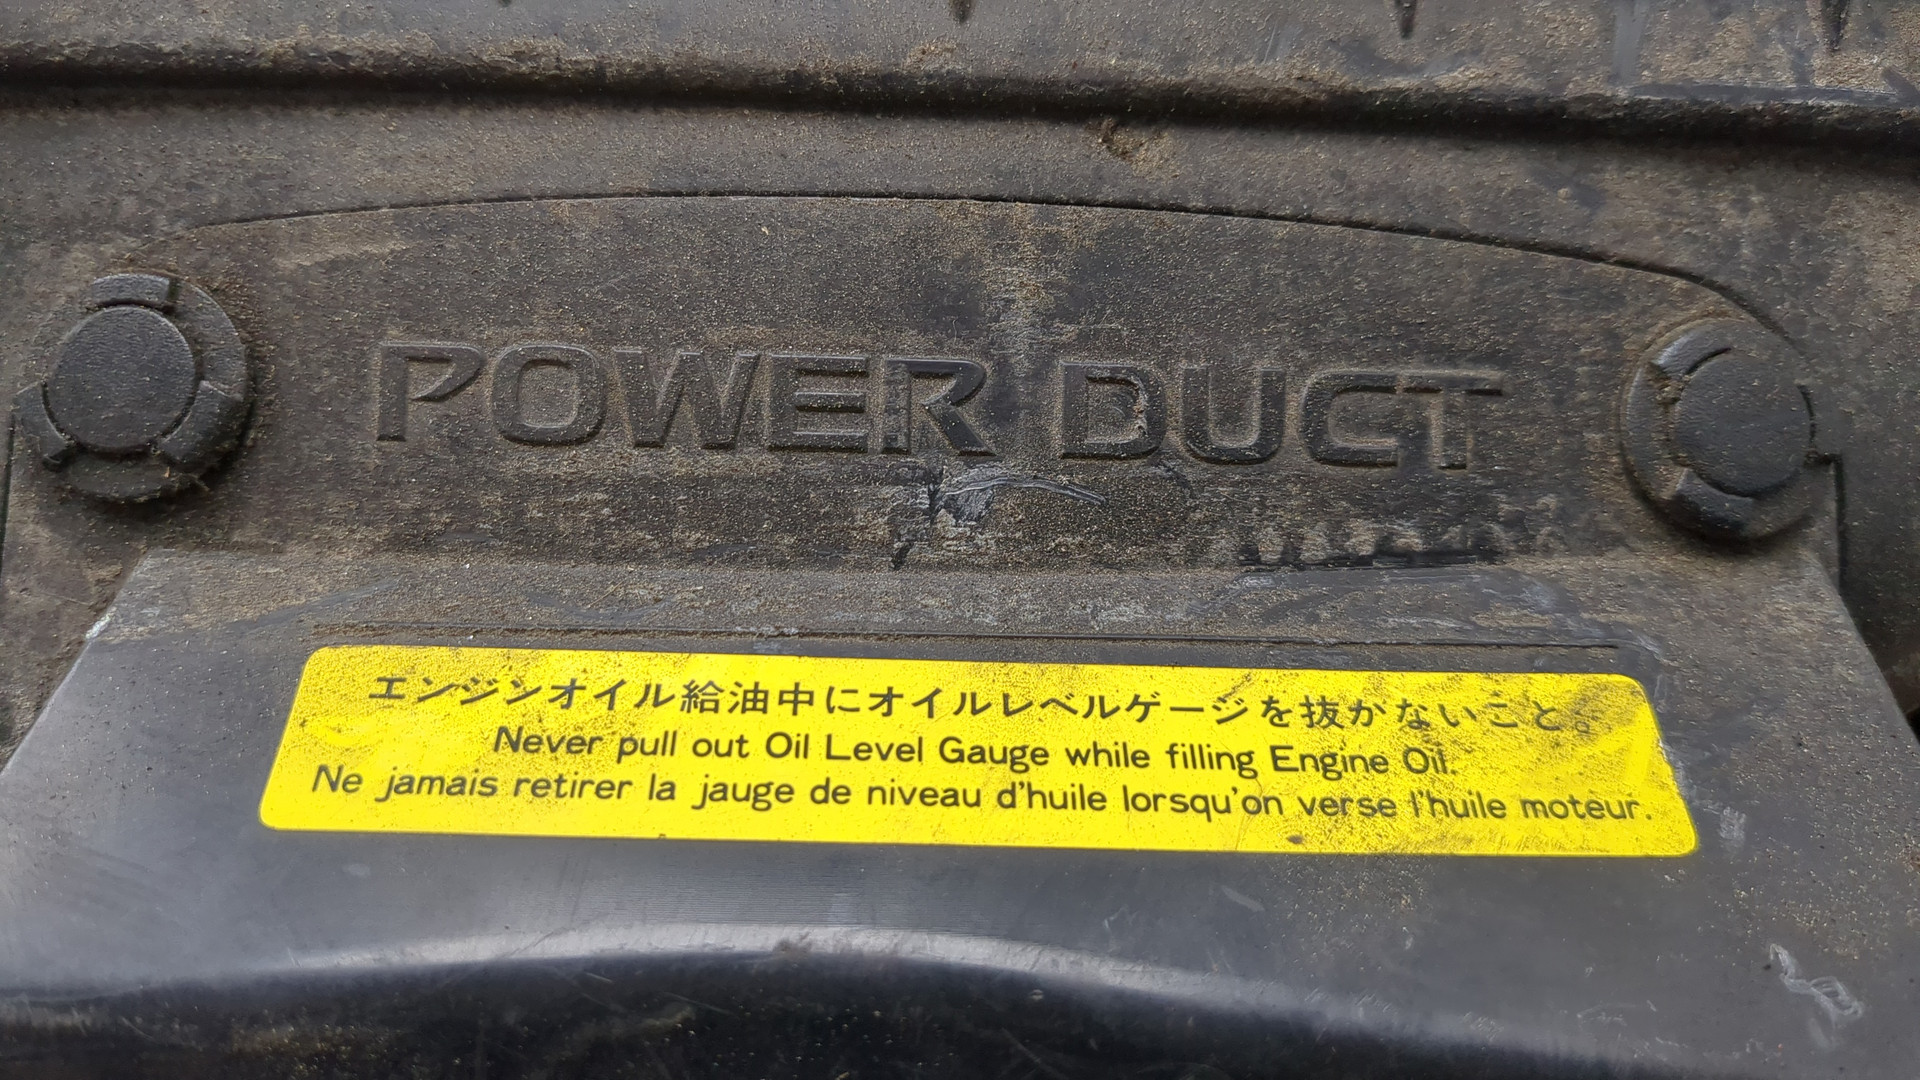 POWER DUCT
エンジンオイル給油中にオイルレベルゲージを抜かないこと。
Never pull out Oil Level Gauge while filling Engine Oil.
Ne jamais retirer la jauge de niveau d'huile lorsqu'on verse l'huile moteur.